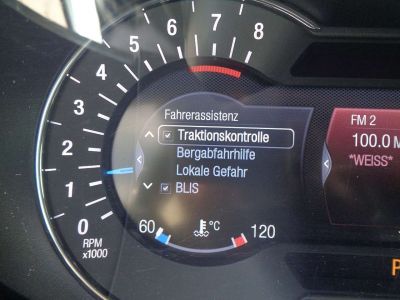 8
7
6
5
4
3
2
1
0
RPM
x1000
Fahrerassistenz
Traktionskontrolle
Bergabfahrhilfe
Lokale Gefahr
BLIS
60 °C 120
FM 2
100.0 M
*WEISS*
P